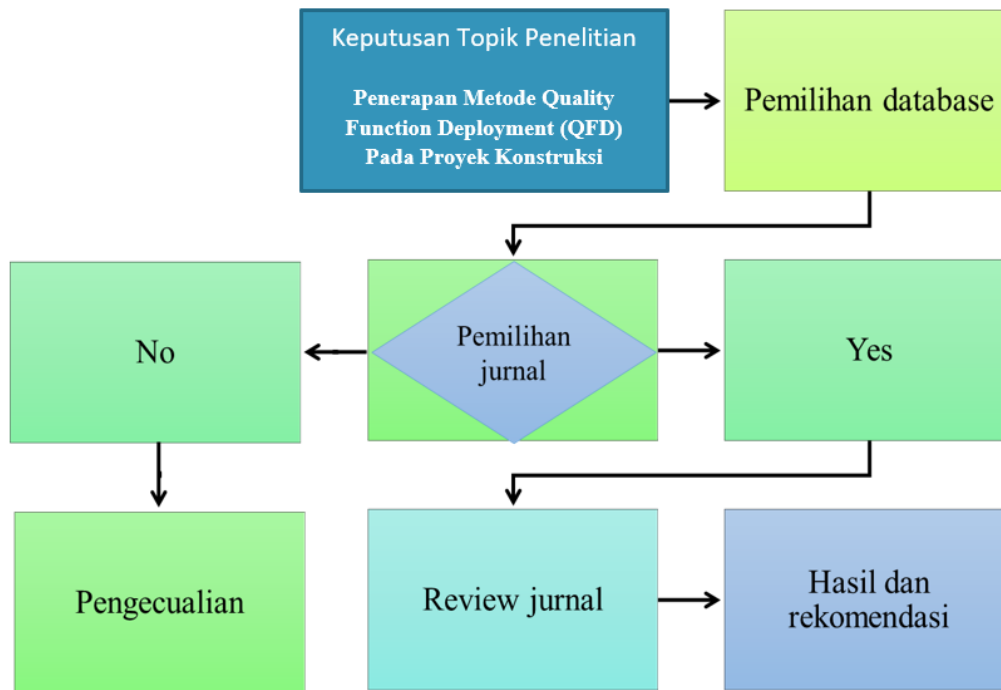 Keputusan Topik Penelitian
Penerapan Metode Quality
Function Deployment (QFD)
Pada Proyek Konstruksi
Pemilihan database
No
Pemilihan
jurnal
Yes
Pengecualian
Review jurnal
Hasil dan
rekomendasi